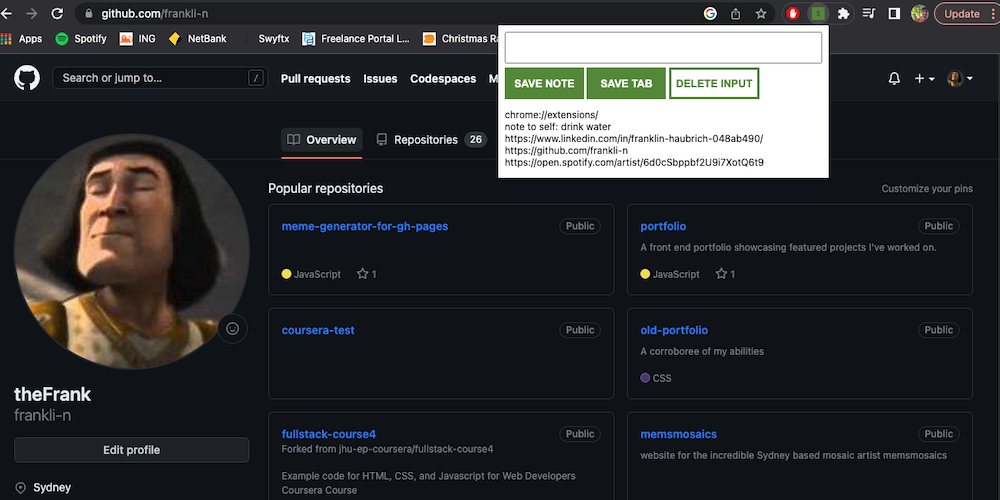 github.com/frankli-n
Update
Apps
Spotify
ING
NetBank
Swyftx
Freelance Portal L...
Christmas Ra
SAVE NOTE
SAVE TAB
DELETE INPUT
chrome://extensions/
note to self: drink water
https://www.linkedin.com/in/franklin-haubrich-048ab490/
https://github.com/frankli-n
https://open.spotify.com/artist/6d0cSbppbf2U9i7XotQ6t9
Search or jump to...
/
Pull requests
Issues
Codespaces
M
Overview
Repositories
26
Popular repositories
Customize your pins
meme-generator-for-gh-pages
Public
JavaScript
1
portfolio
Public
A front end portfolio showcasing featured projects I've worked on.
JavaScript
1
coursera-test
Public
old-portfolio
Public
A corroboree of my abilities
CSS
theFrank
frankli-n
Edit profile
Sydney
fullstack-course4
Public
Forked from jhu-ep-coursera/fullstack-course4
Example code for HTML, CSS, and Javascript for Web Developers
Coursera Course
memsmosaics
Public
website for the incredible Sydney based mosaic artist memsmosaics